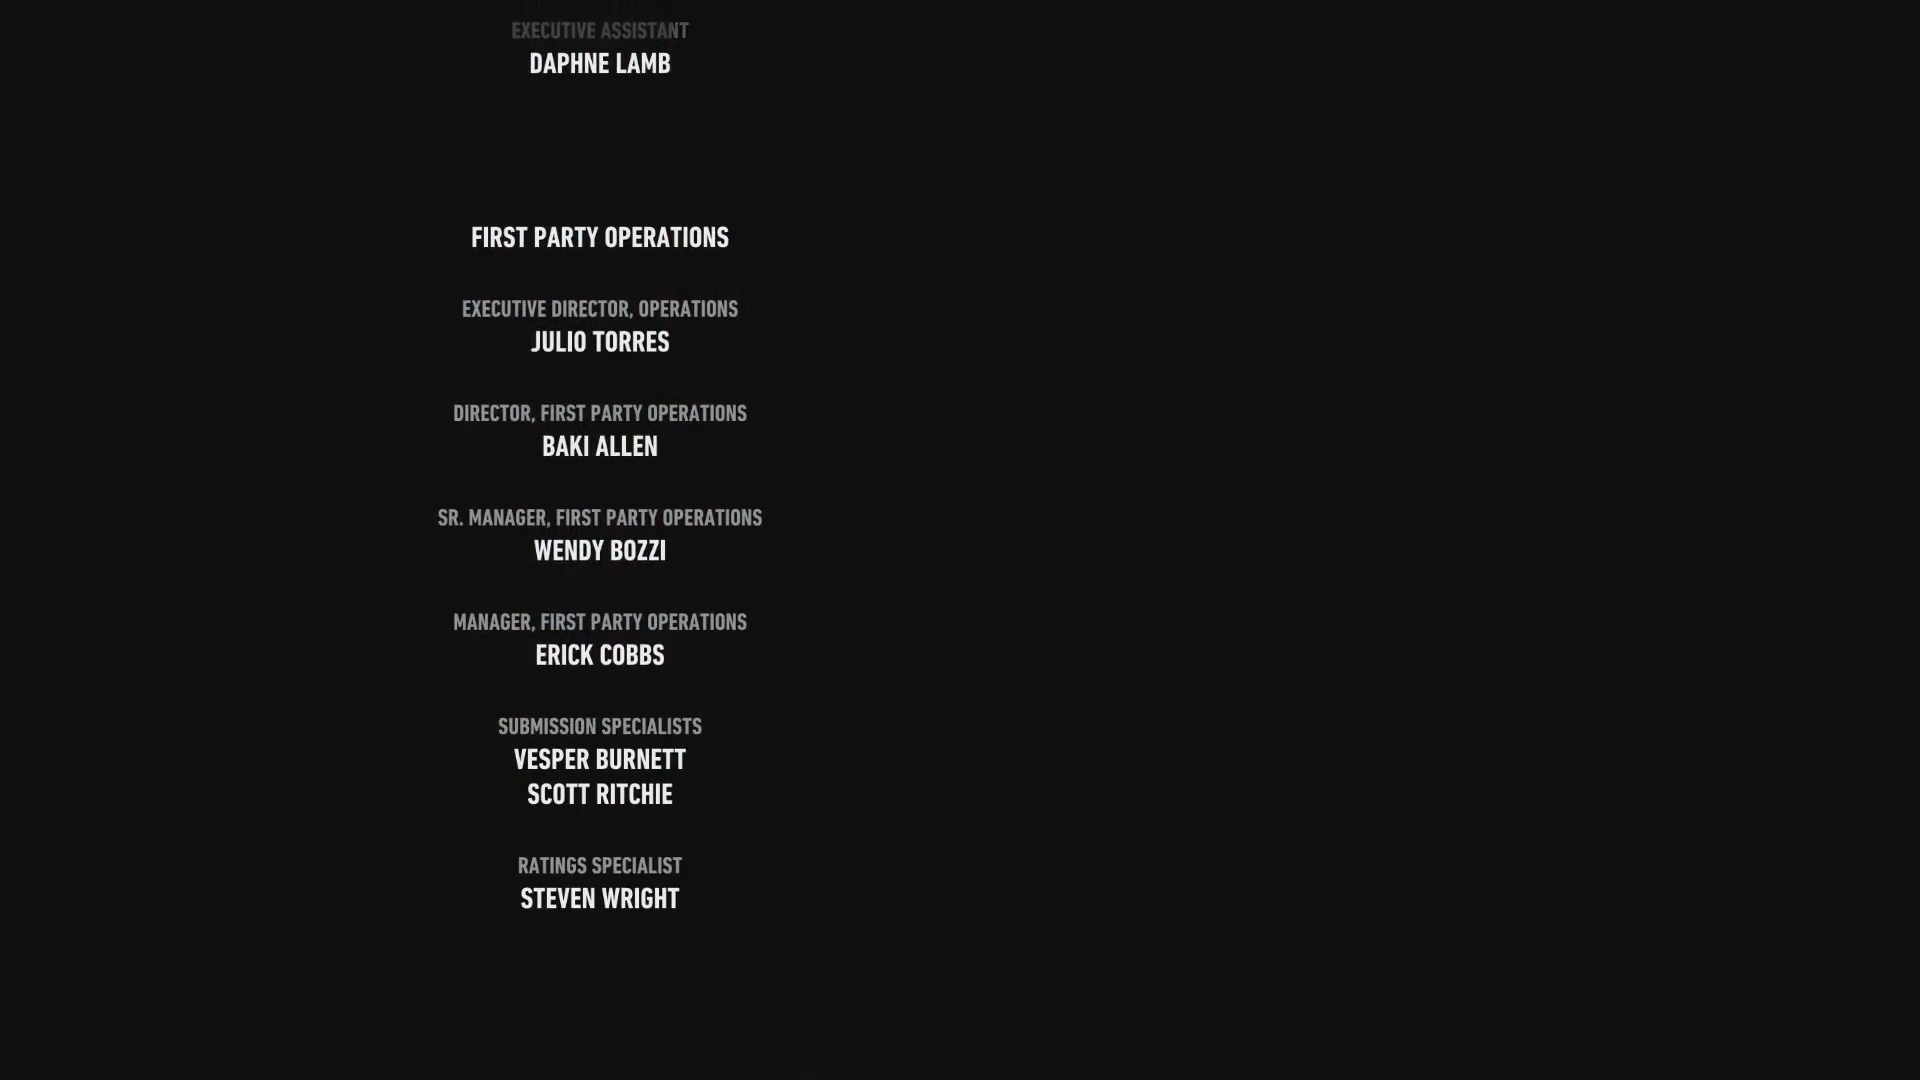 EXECUTIVE ASSISTANT
DAPHNE LAMB
FIRST PARTY OPERATIONS
EXECUTIVE DIRECTOR, OPERATIONS
JULIO TORRES
DIRECTOR, FIRST PARTY OPERATIONS
BAKI ALLEN
SR. MANAGER, FIRST PARTY OPERATIONS
WENDY BOZZI
MANAGER, FIRST PARTY OPERATIONS
ERICK COBBS
SUBMISSION SPECIALISTS
VESPER BURNETT
SCOTT RITCHIE
RATINGS SPECIALIST
STEVEN WRIGHT